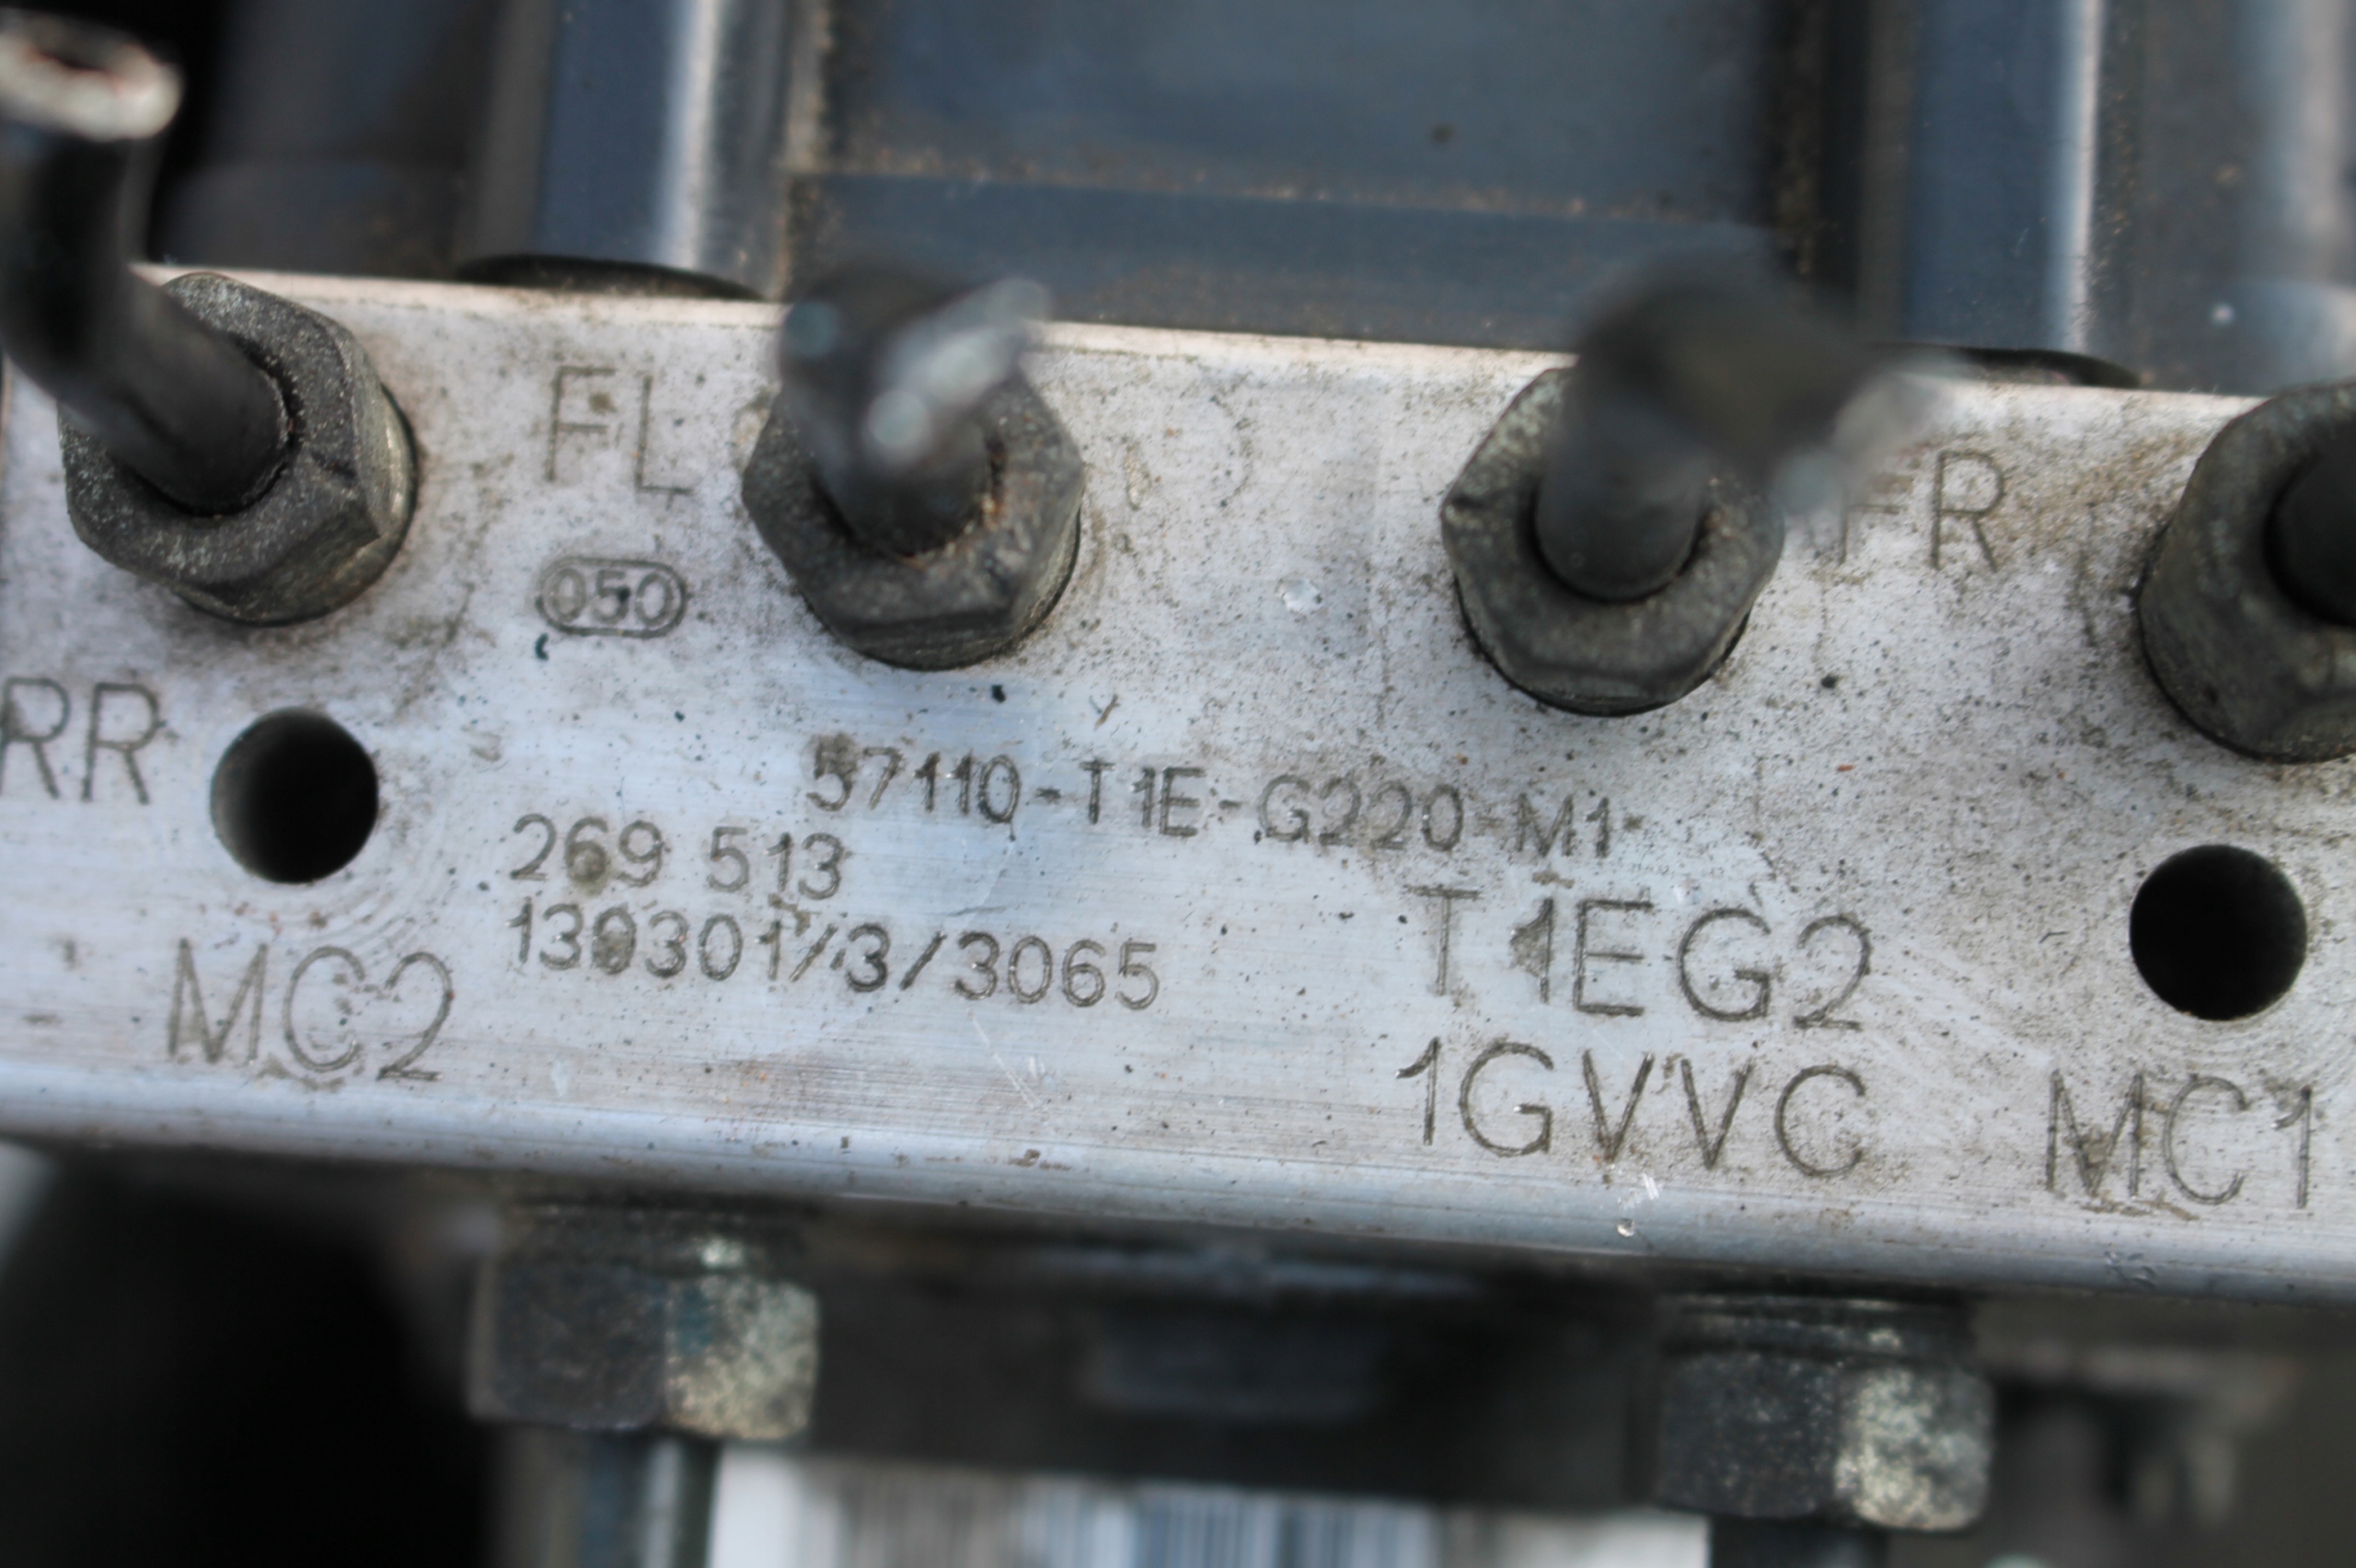 FL
FR
050
RR
57110-T1E-G220-M1
269 513
130301/3/3065
T1EG2
1GVVC
MC2
MC1